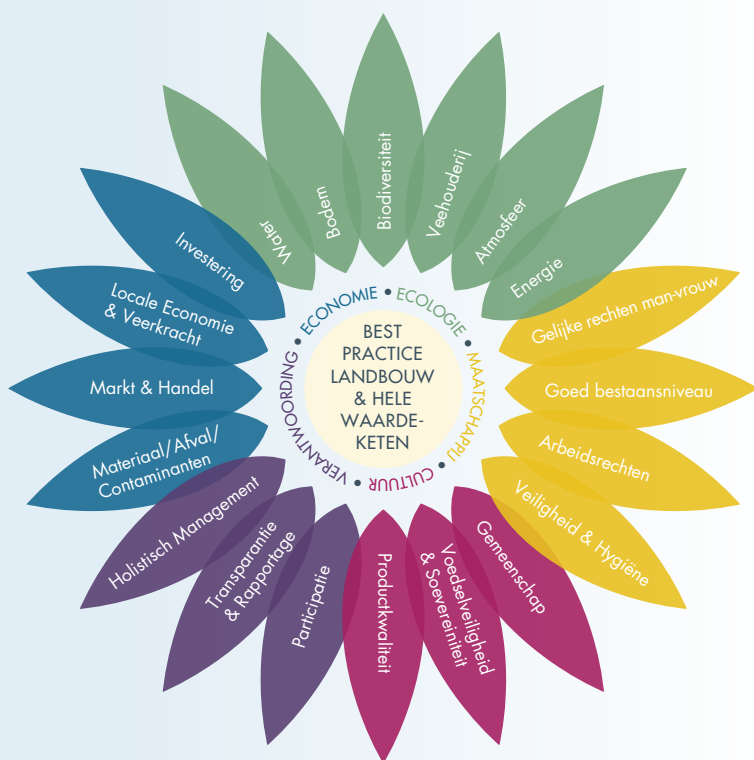 Biodiversiteit
Veehouderij
Atmosfeer
Energie
Gelijke rechten man-vrouw
Goed bestaansniveau
Arbeidsrechten
Veiligheid & Hygiëne
Gemeenschap
Voedselveiligheid
& Soevereiniteit
Productkwaliteit
Participatie
Transparantie
& Rapportage
Holistisch Management
Materiaal/Afval/
Contaminanten
Markt & Handel
Locale Economie
& Veerkracht
Investering
Water
Bodem
ECONOMIE • ECOLOGIE • MAATSCHAPPIJ • CULTUUR • VERANTWOORDING •
BEST
PRACTICE
LANDBOUW
& HELE
WAARDE-
KETEN